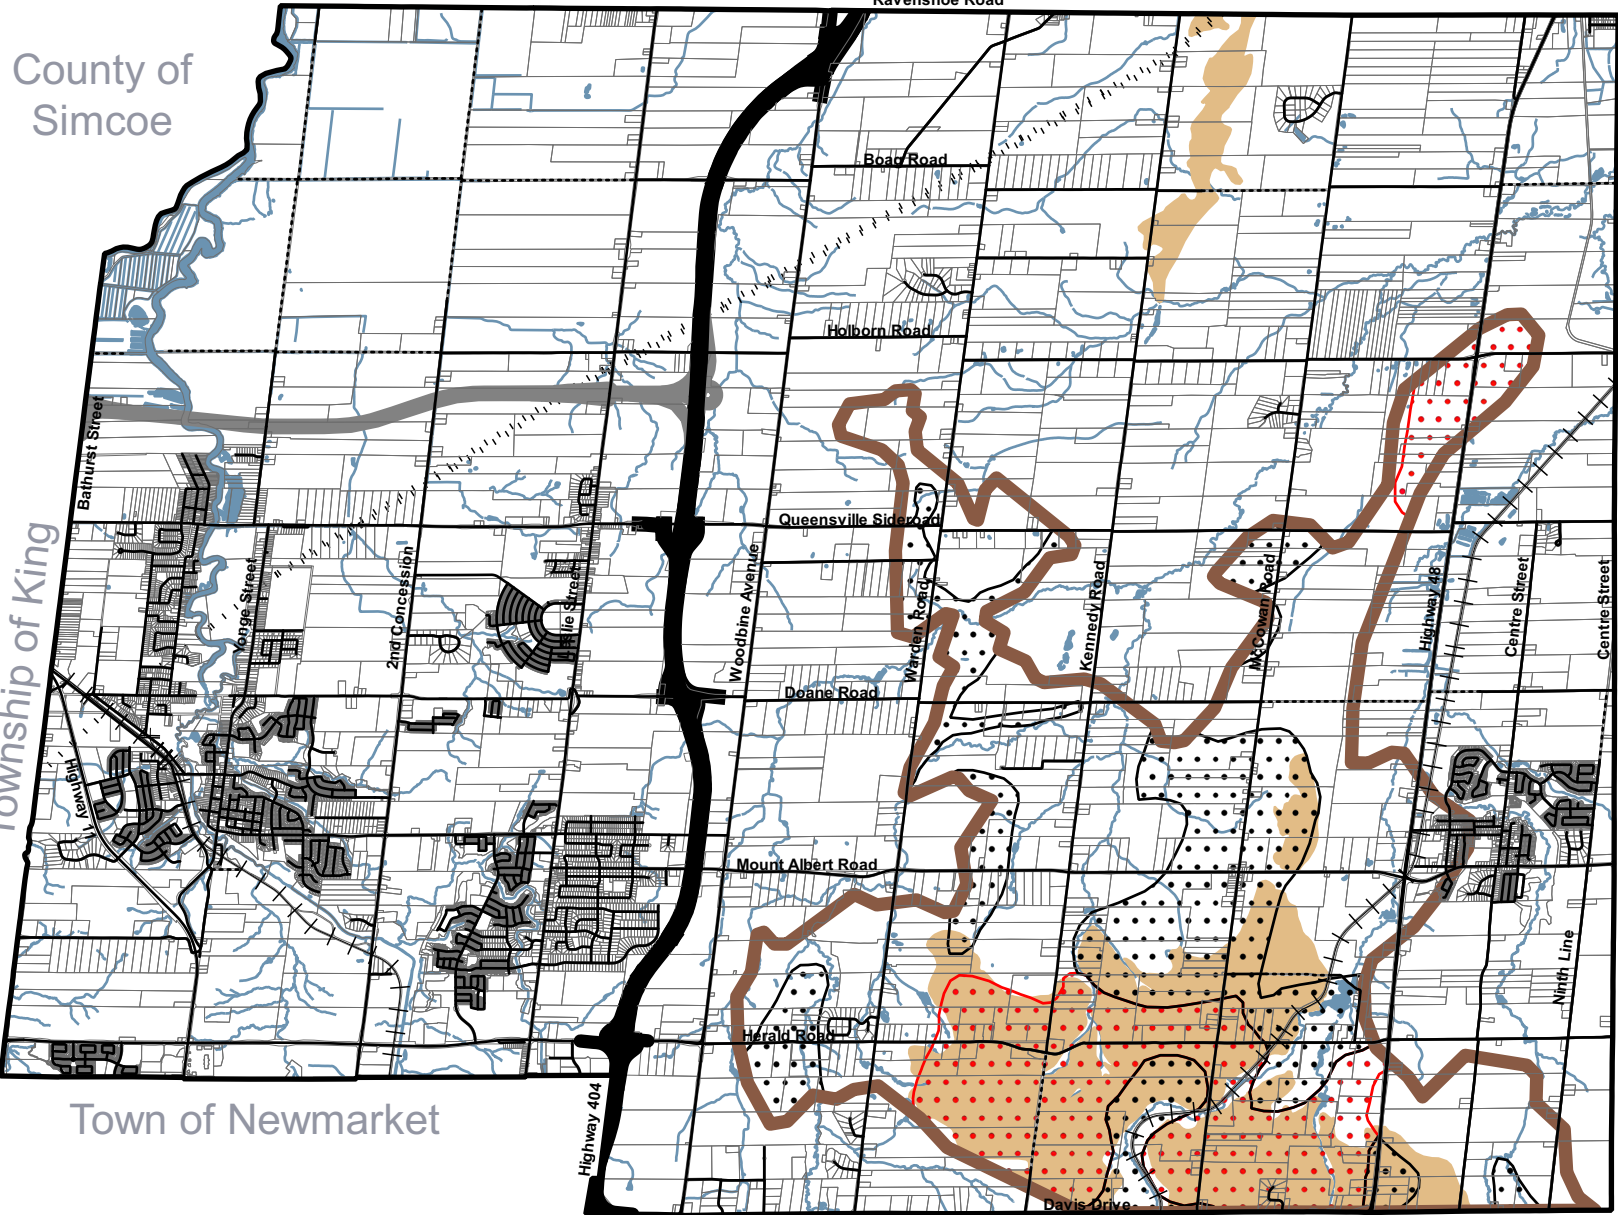 Ravenshoe Road
County of
Simcoe
Boag Road
Holborn Road
Bathurst Street
Queensville Sideroad
Township of King
Yonge Street
2nd Concession
Leslie Street
Woodbine Avenue
Warden Road
Kennedy Road
McCowan Road
Highway 48
Centre Street
Centre Street
Doane Road
Highway
Mount Albert Road
Ninth Line
Herald Road
Town of Newmarket
Highway 404
Davis Drive